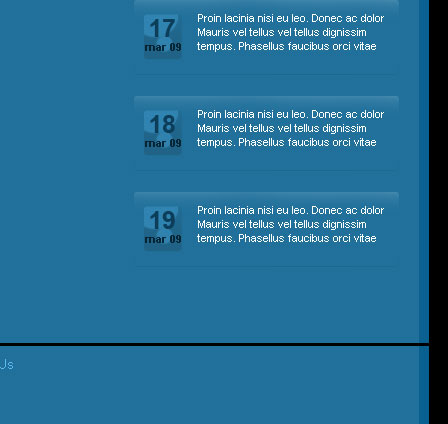 17
mar 09
Proin lacinia nisi eu leo. Donec ac dolor
Mauris vel tellus vel tellus dignissim
tempus. Phasellus faucibus orci vitae
18
mar 09
Proin lacinia nisi eu leo. Donec ac dolor
Mauris vel tellus vel tellus dignissim
tempus. Phasellus faucibus orci vitae
19
mar 09
Proin lacinia nisi eu leo. Donec ac dolor
Mauris vel tellus vel tellus dignissim
tempus. Phasellus faucibus orci vitae
Us